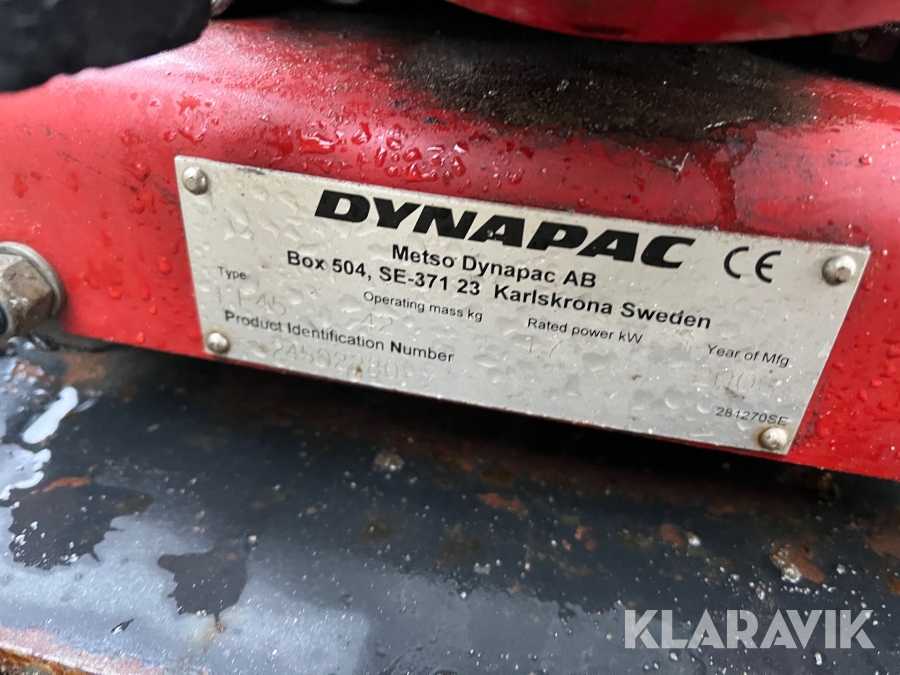 DYNAPAC CE
Metso Dynapac AB
Box 504, SE-371 23 Karlskrona Sweden
Type Operating mass kg Rated power kW Year of Mfg
42
Product Identification Number
281270SE
KLARAVIK